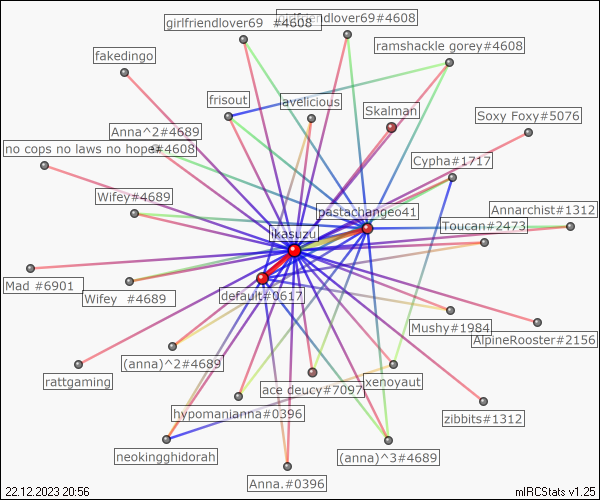 girlfriendlover69 #4608
girlfriendlover69#4608
ramshackle gorey#4608
fakedingo
frisout
avelicious
Skalman
Soxy Foxy#5076
Anna^2#4689
no cops no laws no hope#4608
Cypha#1717
Wifey#4689
pastachangeo41
Annarchist#1312
Toucan#2473
ikasuzu
Mad #6901
Wifey #4689
default#0617
Mushy#1984
AlpineRooster#2156
(anna)^2#4689
rattgaming
ace deucy#7097
xenoyaut
hypomanianna#0396
zibbits#1312
neokingghidorah
(anna)^3#4689
Anna.#0396
22.12.2023 20:56
mIRCStats v1.25